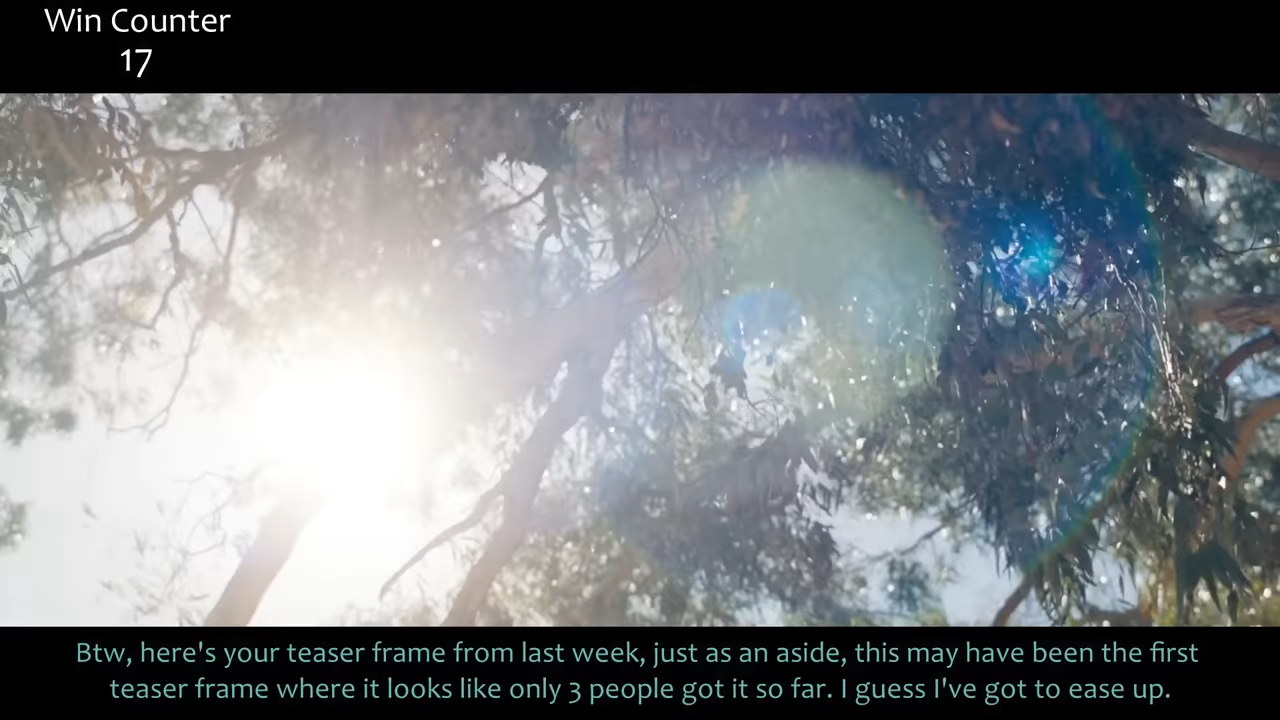 Win Counter
17
Btw, here's your teaser frame from last week, just as an aside, this may have been the first
teaser frame where it looks like only 3 people got it so far. I guess I've got to ease up.